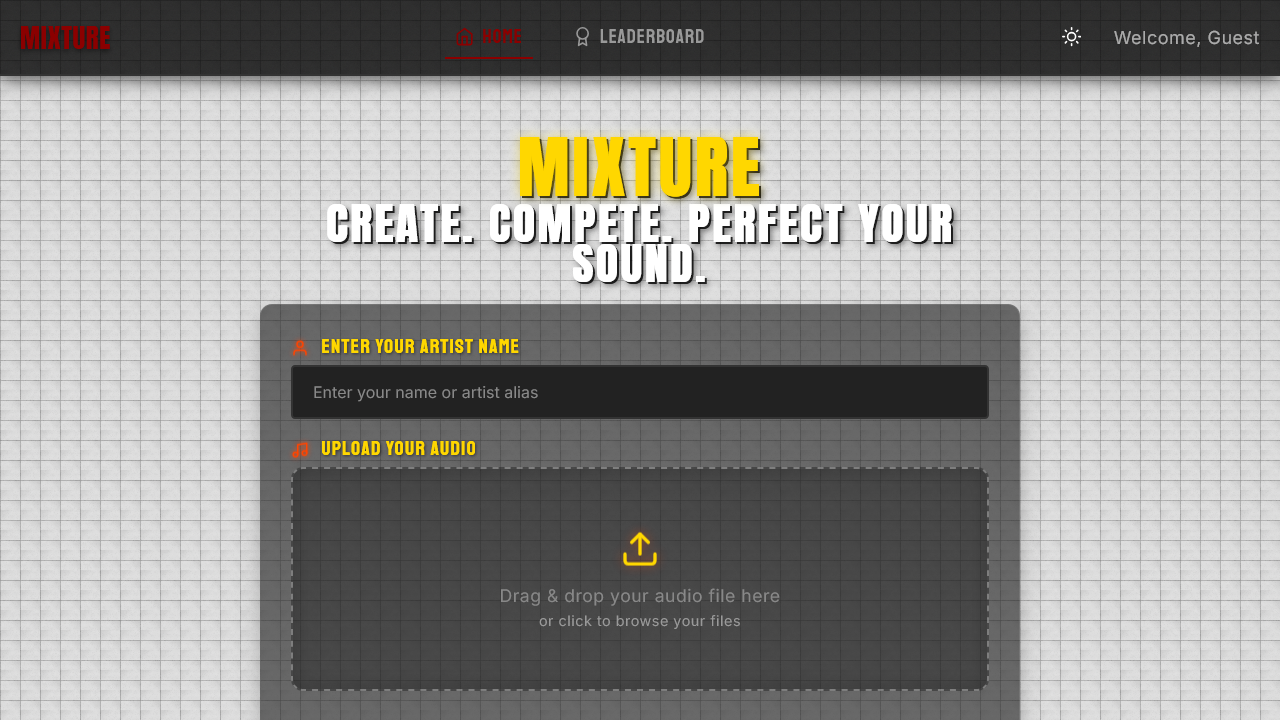 MIXTURE
HOME
LEADERBOARD
Welcome, Guest
MIXTURE
CREATE. COMPETE. PERFECT YOUR
SOUND.
ENTER YOUR ARTIST NAME
Enter your name or artist alias
UPLOAD YOUR AUDIO
Drag & drop your audio file here
or click to browse your files